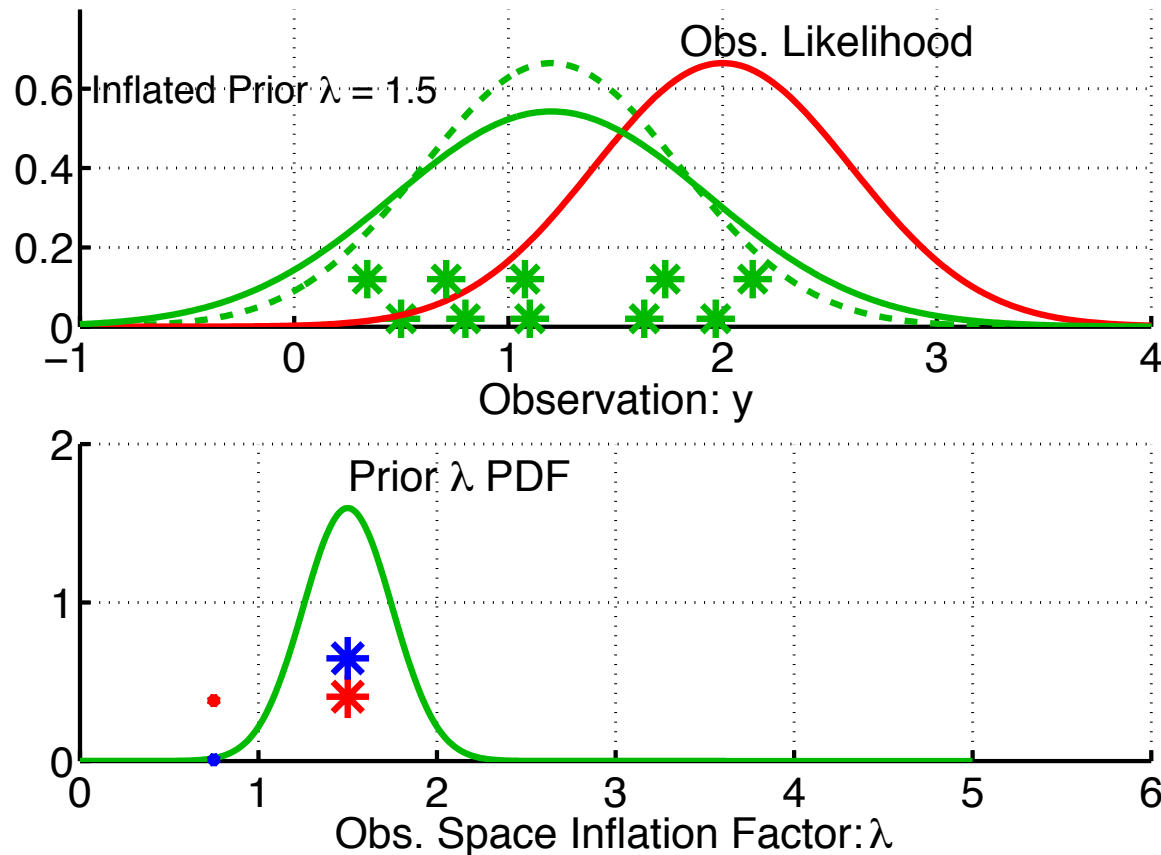 Obs. Likelihood
Inflated Prior λ = 1.5
0.6
0.4
0.2
0
−1 0 1 2 3 4
Observation: y
2
Prior λ PDF
1
0
0 1 2 3 4 5 6
Obs. Space Inflation Factor: λ